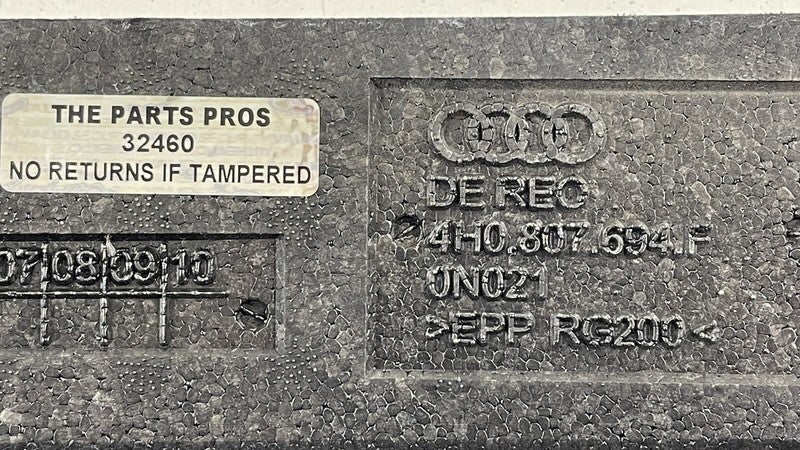 THE PARTS PROS
32460
NO RETURNS IF TAMPERED
07 08 09 10
DE REC
4H0.807.694.F
0N021
>EPP RG200<